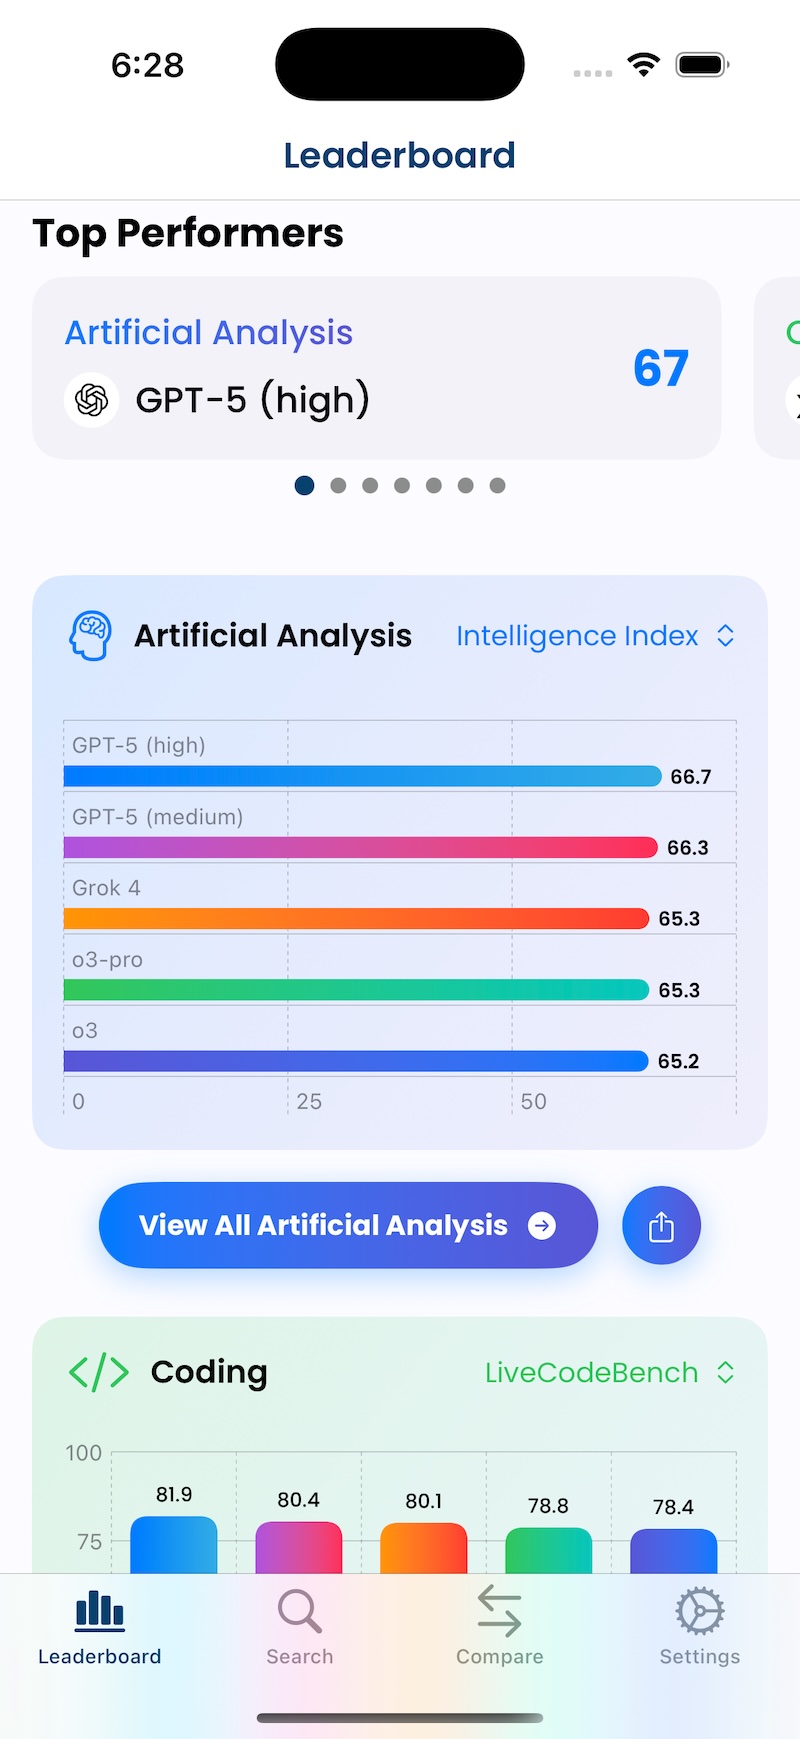 6:28
Leaderboard
Top Performers
Artificial Analysis
GPT-5 (high)
67
Artificial Analysis
Intelligence Index
GPT-5 (high)
66.7
GPT-5 (medium)
66.3
Grok 4
65.3
o3-pro
65.3
o3
65.2
0 25 50
View All Artificial Analysis
</> Coding
LiveCodeBench
100
81.9 80.4 80.1 78.8 78.4
75
Leaderboard Search Compare Settings